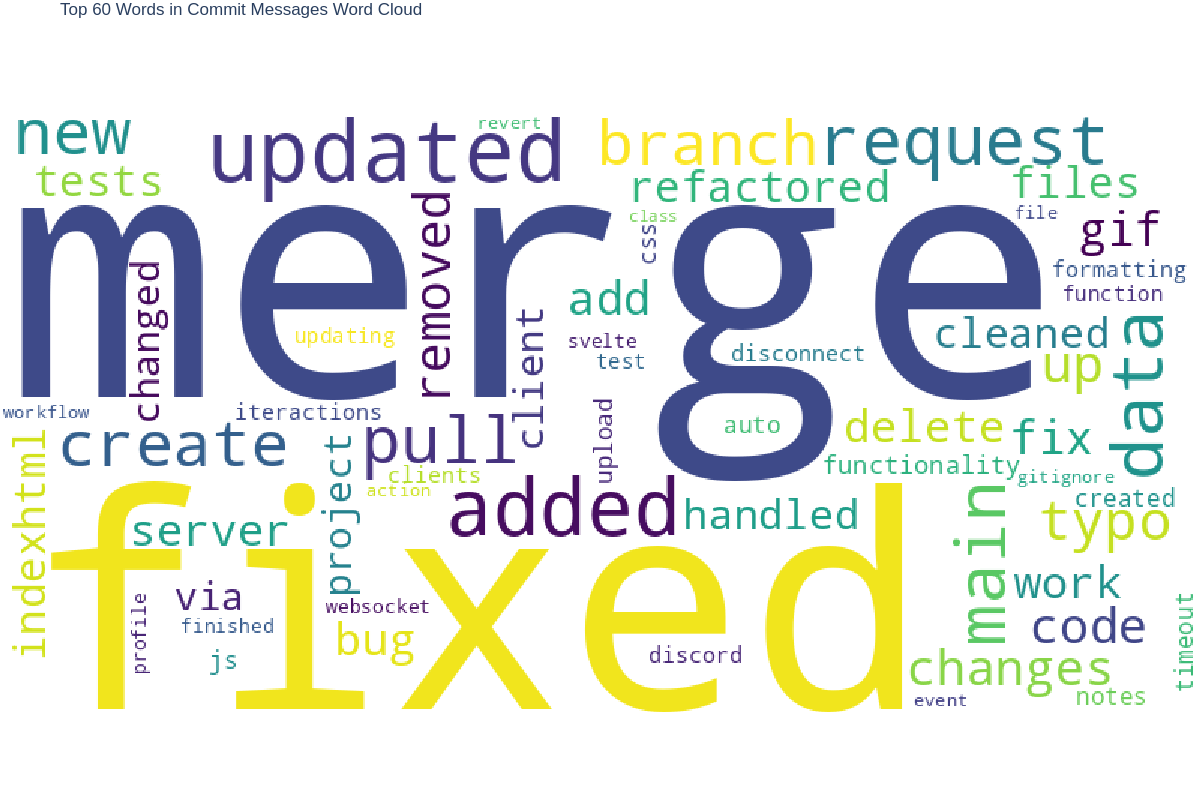 Top 60 Words in Commit Messages Word Cloud
new
updated
revert
branch
request
tests
refactored
files
merge
removed
class
css
file
gif
changed
formatting
function
add
updating
client
svelte
test
disconnect
cleaned
up
data
workflow
iteractions
create
pull
upload
auto
delete
fix
indexhtml
project
clients
action
functionality
gitignore
created
fixed
server
added
handled
main
typo
profile
via
finished
js
websocket
bug
discord
work
code
timeout
changes
event
notes